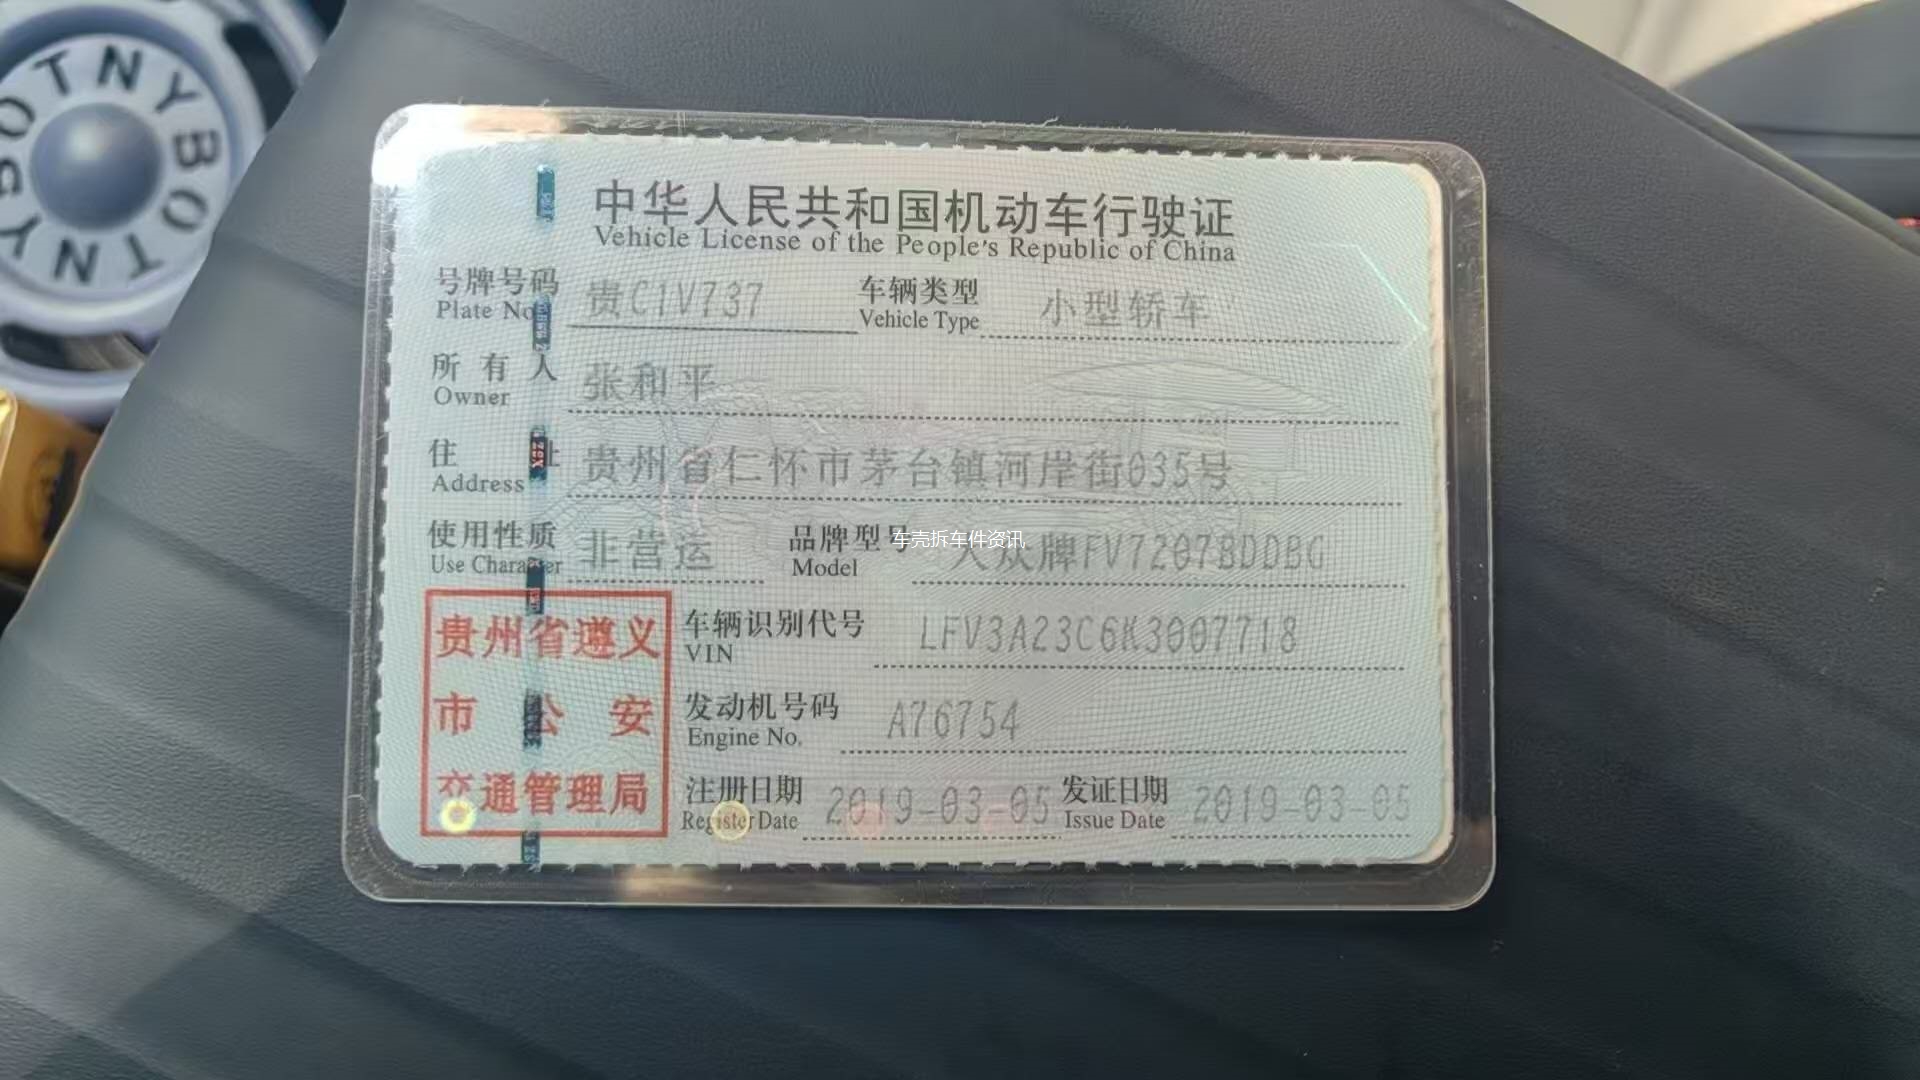 BOTNY BOTNY
中华人民共和国机动车行驶证
Vehicle License of the People's Republic of China
号牌号码 贵C1V737 车辆类型 小型轿车
Plate No. Vehicle Type
所有人 张和平
Owner
住址 贵州省仁怀市茅台镇河岸街035号
Address
使用性质 非营运 品牌型号 大众牌FV7207BDDBG
Use Character Model
车壳拆车件资讯
贵州省遵义
市公安
交通管理局
车辆识别代号 LFV3A23C6K3007718
VIN
发动机号码 A76754
Engine No.
注册日期 2019-03-05 发证日期 2019-03-05
Register Date Issue Date